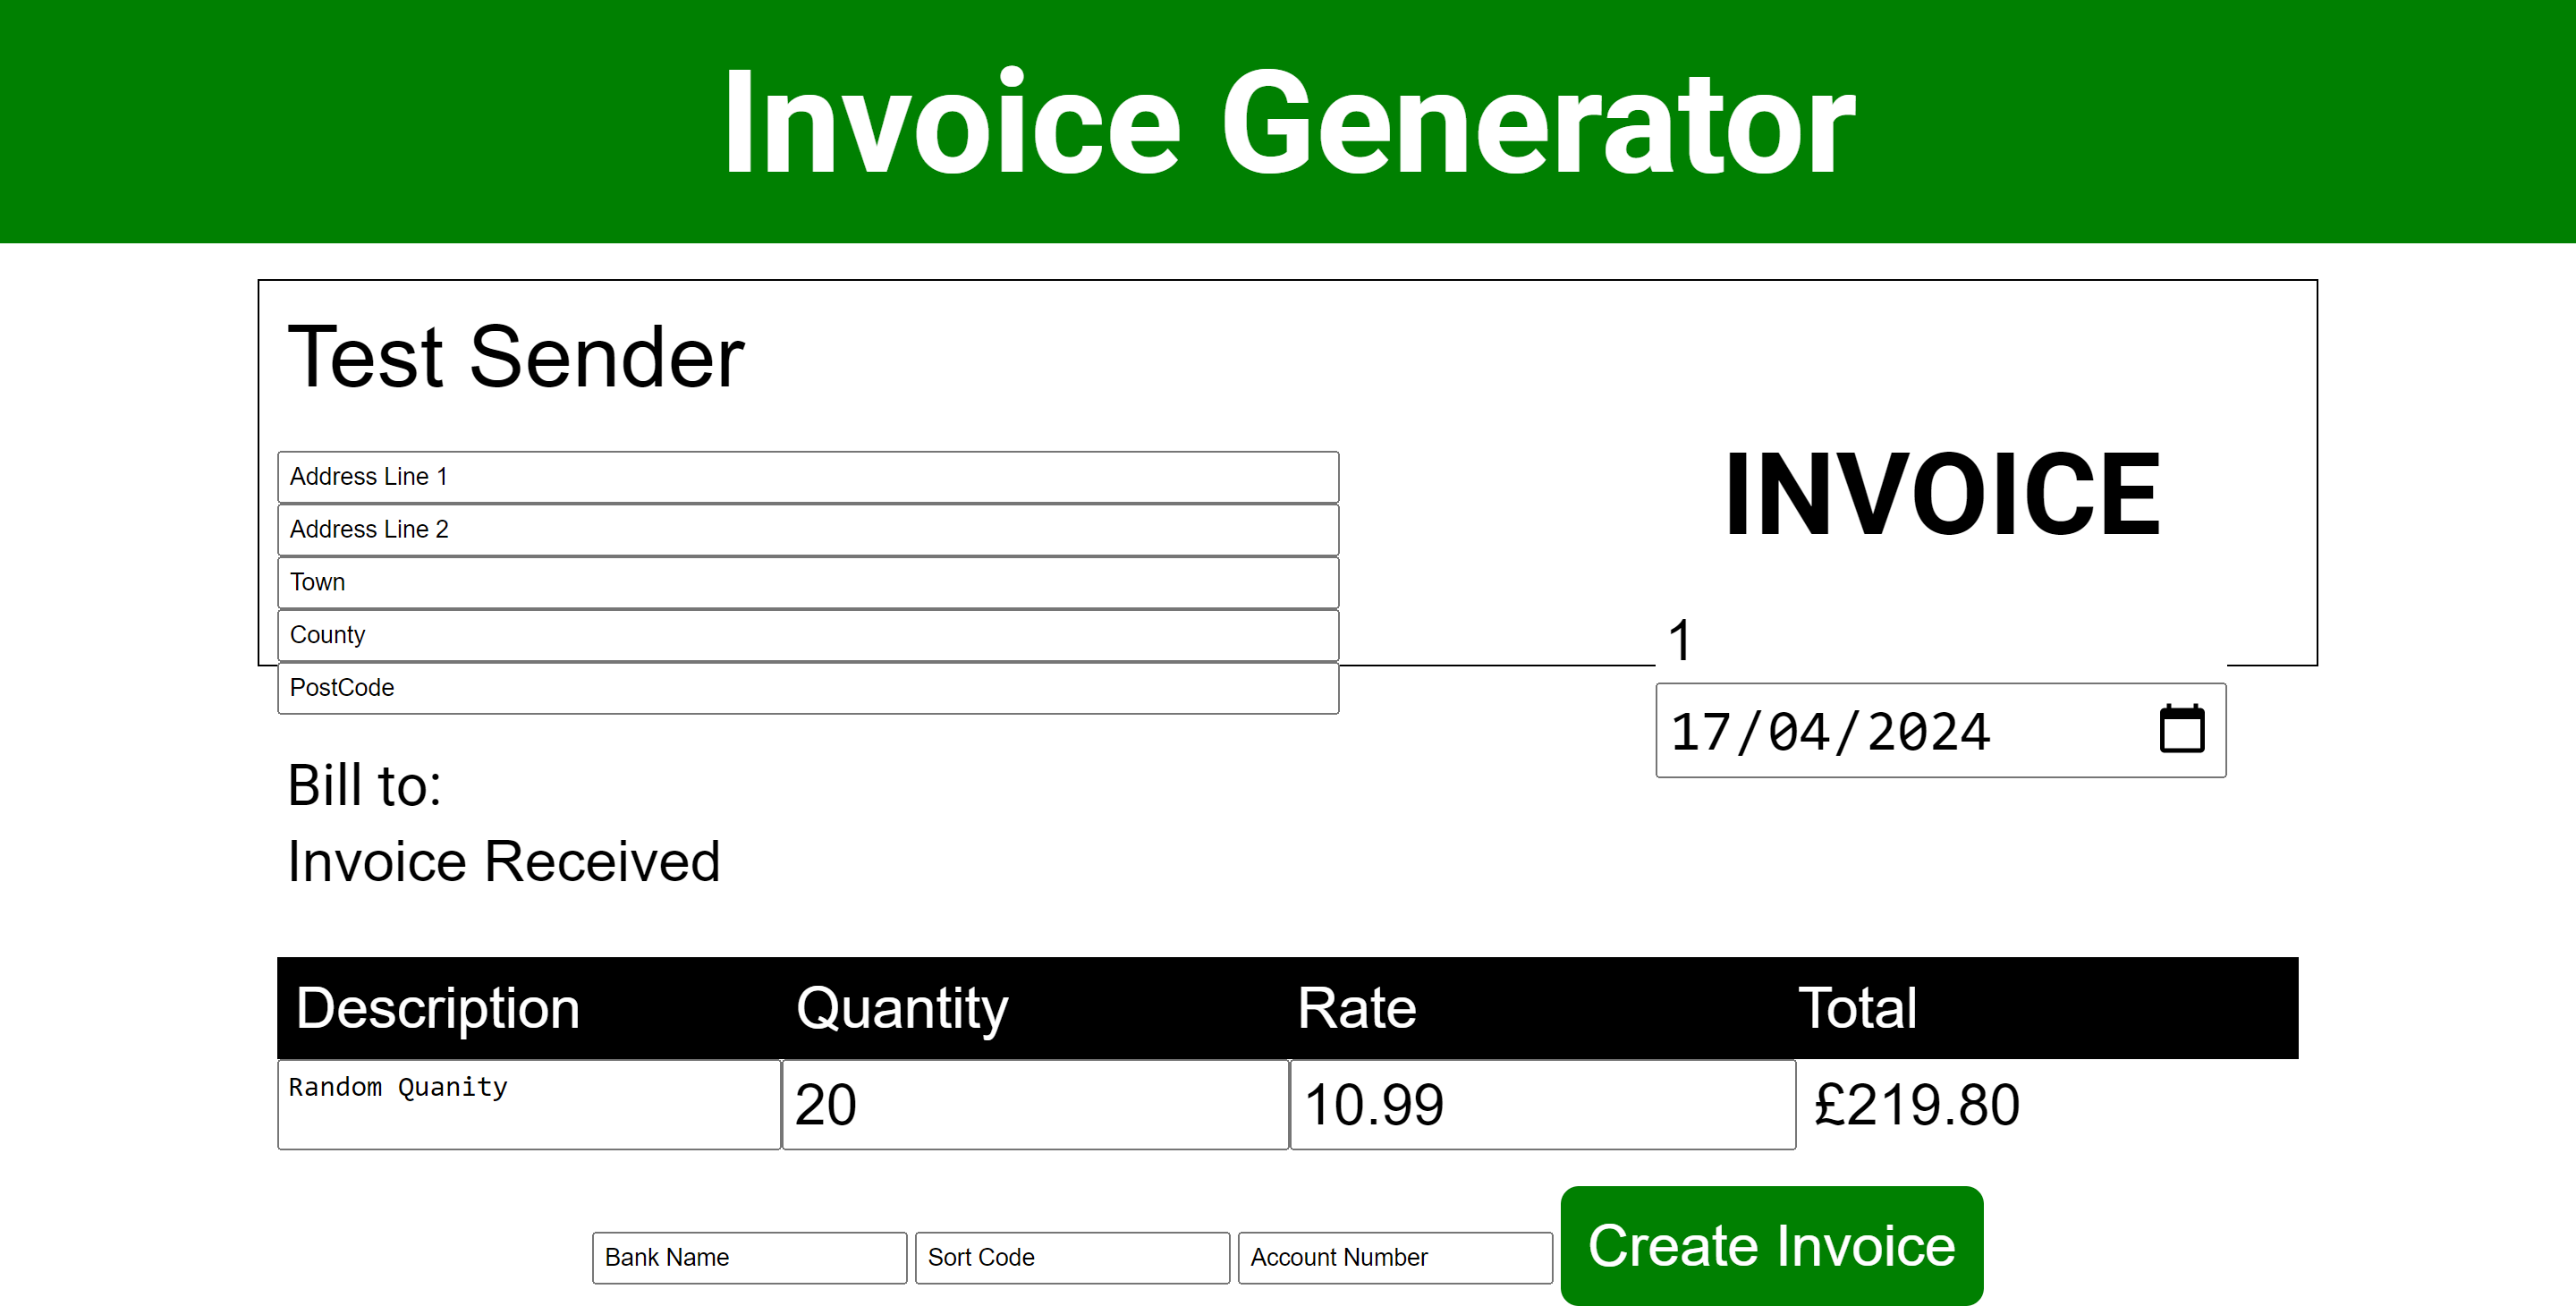 Invoice Generator
Test Sender
Address Line 1
Address Line 2
Town
County
PostCode
INVOICE
1
17/04/2024
Bill to:
Invoice Received
Description Quantity Rate Total
Random Quanity 20 10.99 £219.80
Bank Name Sort Code Account Number Create Invoice